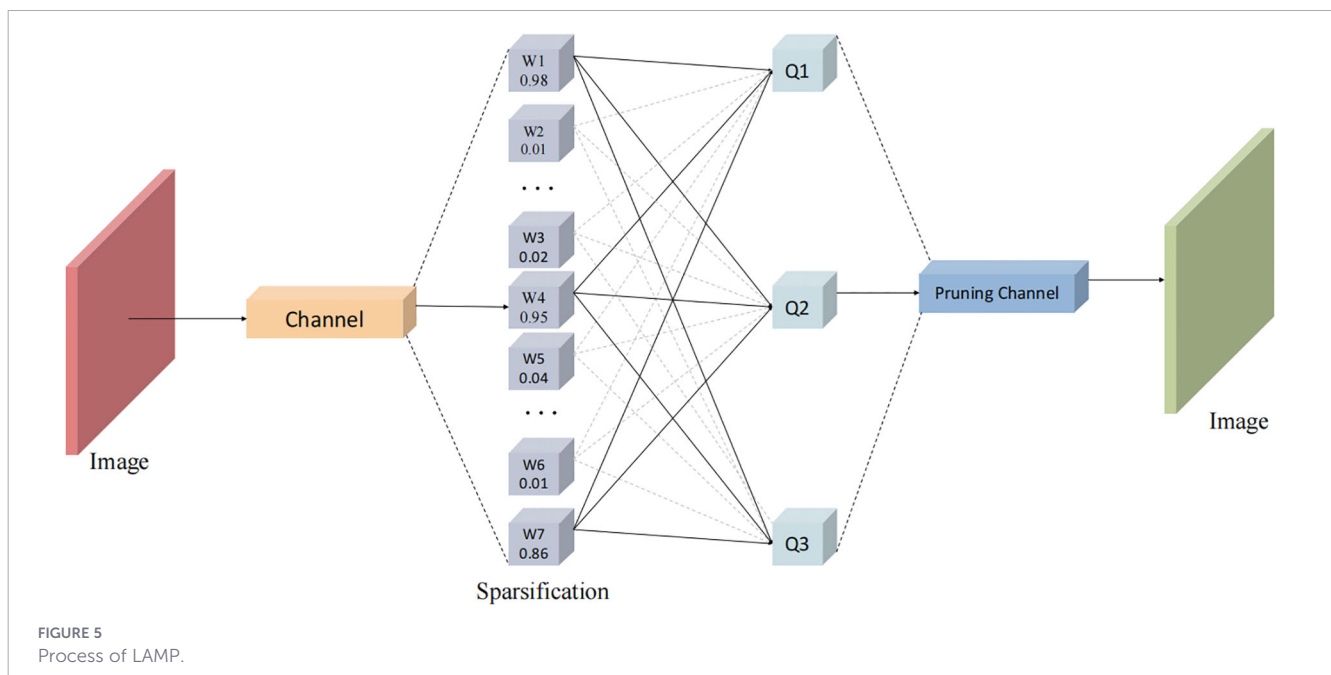 W1
0.98
W2
0.01
...
W3
0.02
W4
0.95
W5
0.04
...
W6
0.01
W7
0.86
Q1
Q2
Q3
Channel
Pruning Channel
Image
Image
Sparsification
FIGURE 5
Process of LAMP.